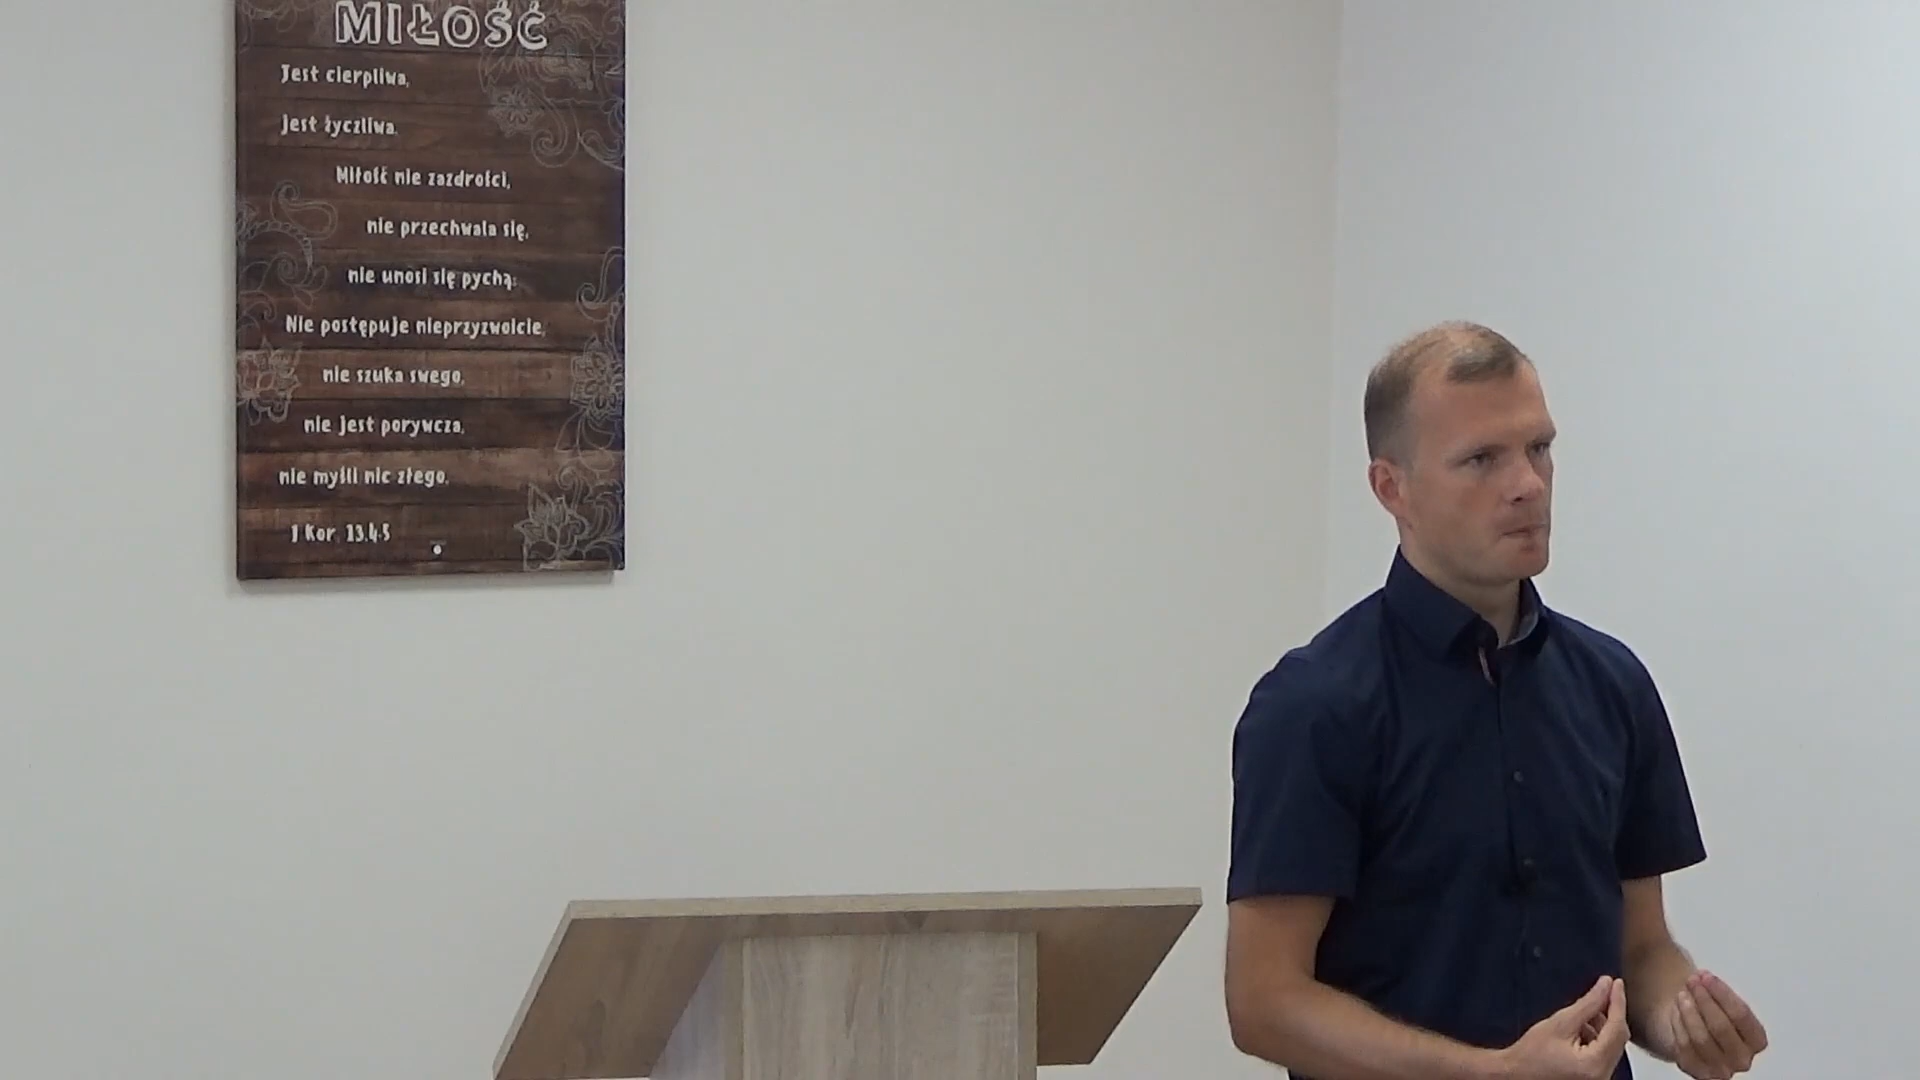 MIŁOŚĆ
Jest cierpliwa,
Jest życzliwa.
Miłość nie zazdrości,
nie przechwala się,
nie unosi się pychą;
Nie postępuje nieprzyzwoicie,
nie szuka swego,
nie jest porywcza,
nie myśli nic złego.
1 Kor. 13.4-5